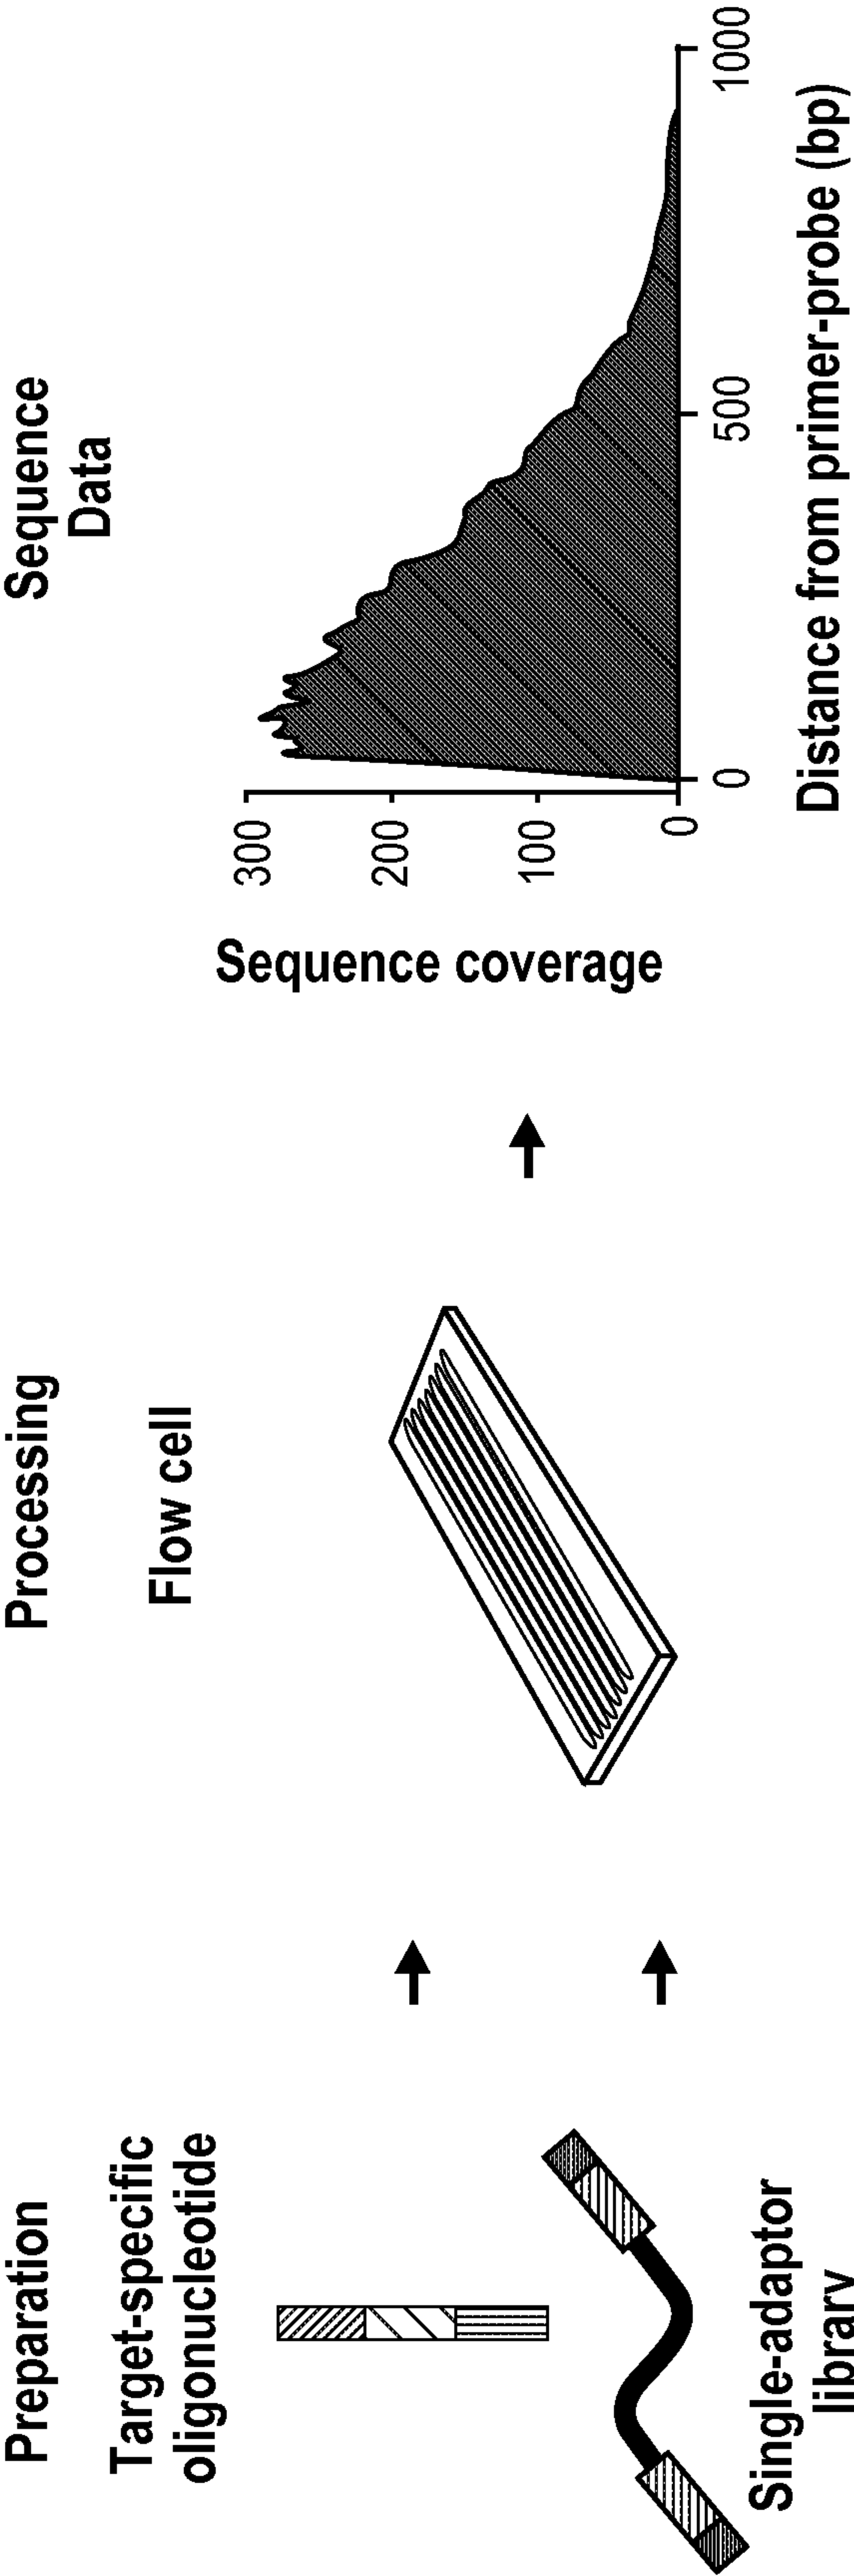 Preparation
Target-specific
oligonucleotide
Single-adaptor
library
Processing
Flow cell
Sequence
Data
Sequence coverage
300
200
100
0
0
500
1000
Distance from primer-probe (bp)